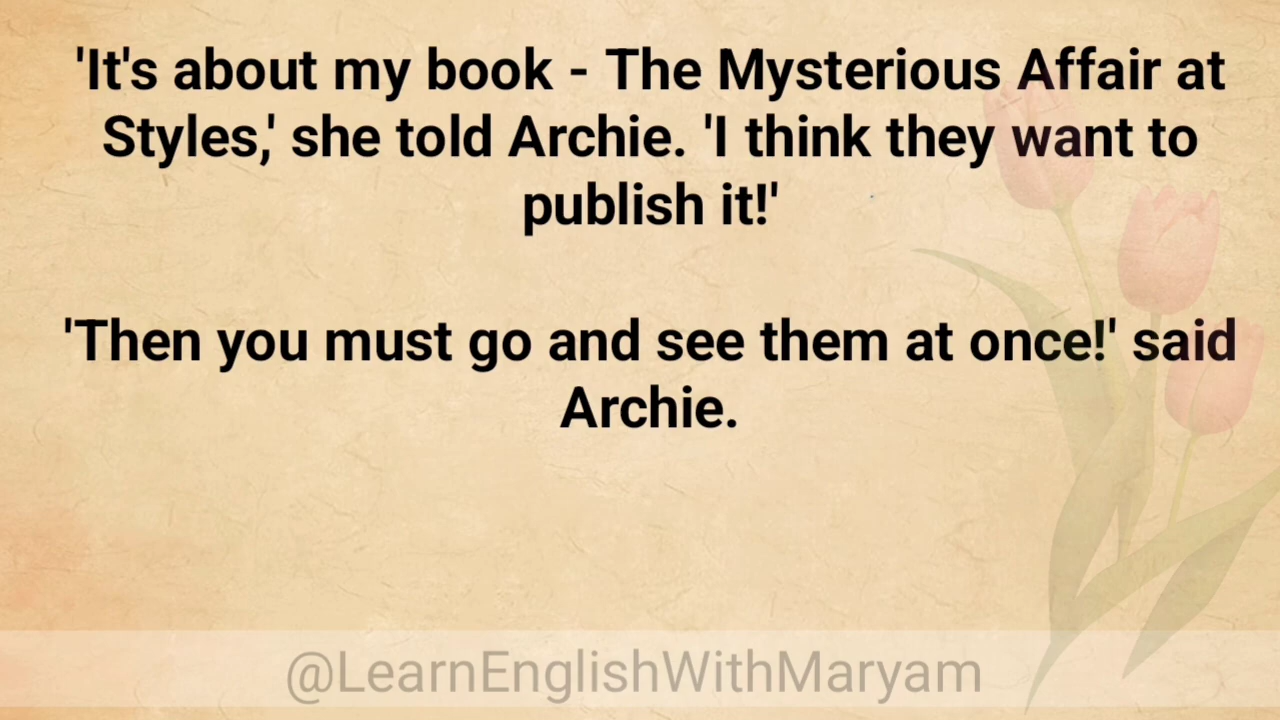 'It's about my book - The Mysterious Affair at
Styles,' she told Archie. 'I think they want to
publish it!'
'Then you must go and see them at once!' said
Archie.
@LearnEnglishWithMaryam